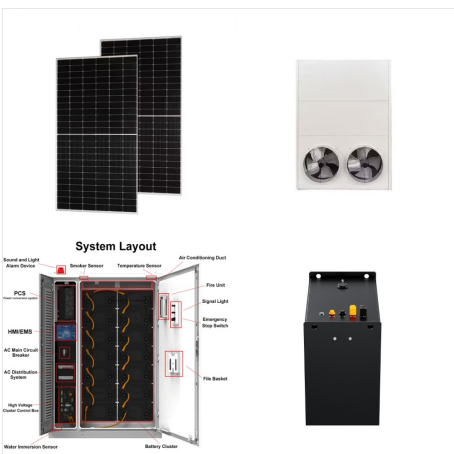 System Layout
Sound and Light
Alarm Device
Smoker Sensor
Temperature Sensor
Air Conditioning Duct
PCS
Power conversion system
HMI/EMS
AC Main Circuit
Breaker
AC Distribution
System
High Voltage
Cluster Control Box
Water Immersion Sensor
Fire Unit
Signal Light
Emergency
Stop Switch
File Basket
Battery Cluster